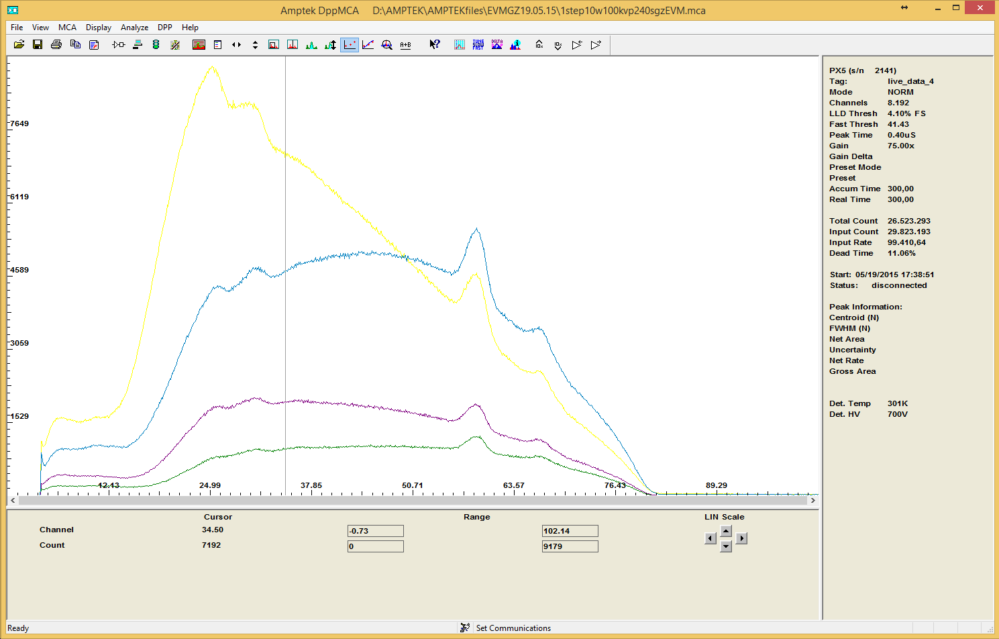 Amptek DppMCA D:\AMPTEK\AMPTEKfiles\EVMGZ19.05.15\1step10w100kvp240sgzEVM.mca
File View MCA Display Analyze DPP Help
A+B
?
TUNE SLOW FAST
DELTA
10x
10x
7649
6119
4589
3059
1529
12.13 24.99 37.85 50.71 63.57 76.43 89.29
PX5 (s/n 2141)
Tag: live_data_4
Mode NORM
Channels 8.192
LLD Thresh 4.10% FS
Fast Thresh 41.43
Peak Time 0.40uS
Gain 75.00x
Gain Delta
Preset Mode
Preset
Accum Time 300,00
Real Time 300,00
Total Count 26.523.293
Input Count 29.823.193
Input Rate 99.410,64
Dead Time 11.06%
Start: 05/19/2015 17:38:51
Status: disconnected
Peak Information:
Centroid (N)
FWHM (N)
Net Area
Uncertainty
Net Rate
Gross Area
Det. Temp 301K
Det. HV 700V
Cursor Range LIN Scale
Channel 34.50 -0.73 102.14
Count 7192 0 9179
Ready Set Communications